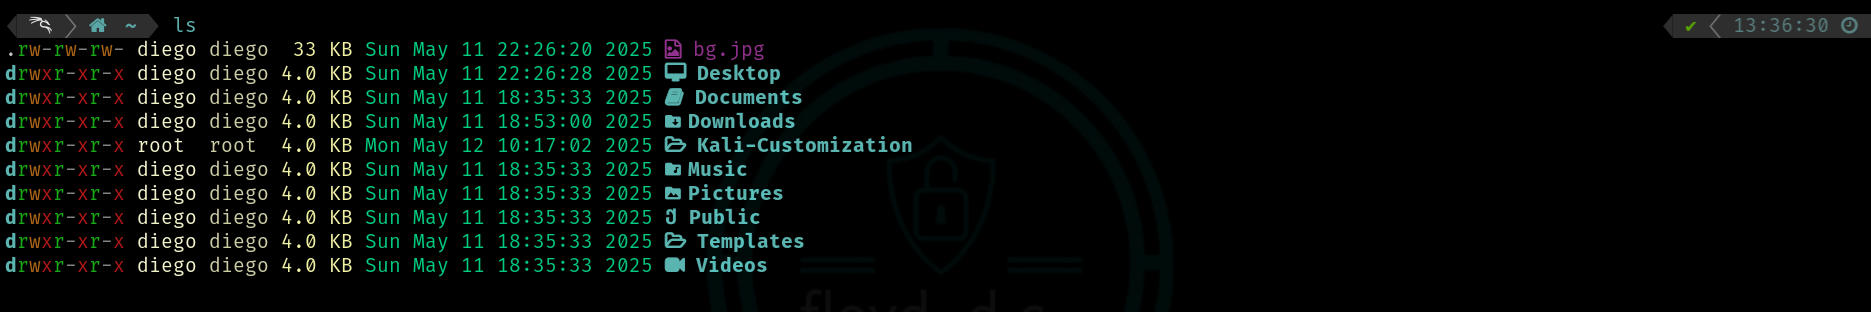 ~ ls ✔ 13:36:30
.rw-rw-rw- diego diego 33 KB Sun May 11 22:26:20 2025 bg.jpg
drwxr-xr-x diego diego 4.0 KB Sun May 11 22:26:28 2025 Desktop
drwxr-xr-x diego diego 4.0 KB Sun May 11 18:35:33 2025 Documents
drwxr-xr-x diego diego 4.0 KB Sun May 11 18:53:00 2025 Downloads
drwxr-xr-x root root 4.0 KB Mon May 12 10:17:02 2025 Kali-Customization
drwxr-xr-x diego diego 4.0 KB Sun May 11 18:35:33 2025 Music
drwxr-xr-x diego diego 4.0 KB Sun May 11 18:35:33 2025 Pictures
drwxr-xr-x diego diego 4.0 KB Sun May 11 18:35:33 2025 Public
drwxr-xr-x diego diego 4.0 KB Sun May 11 18:35:33 2025 Templates
drwxr-xr-x diego diego 4.0 KB Sun May 11 18:35:33 2025 Videos